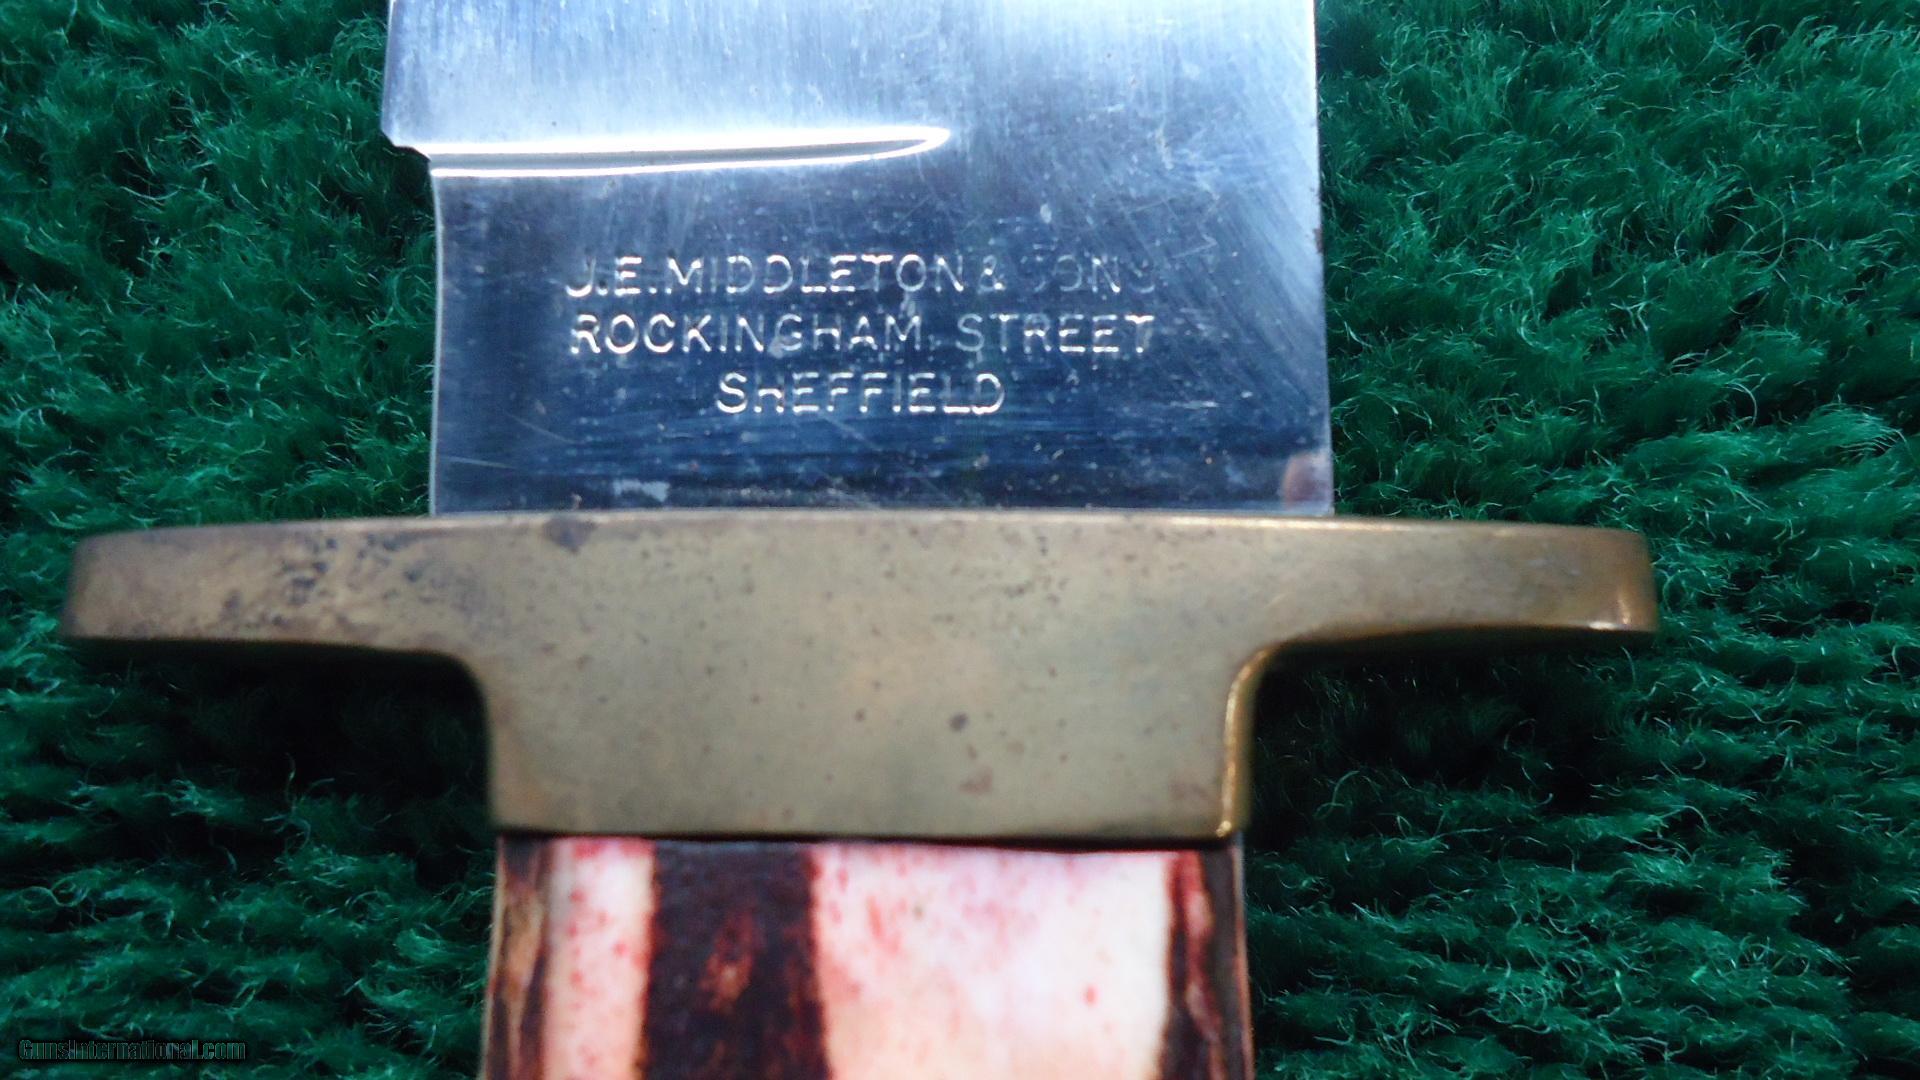 J.E.MIDDLETON & SONS
ROCKINGHAM STREET
SHEFFIELD
GunsInternational.com